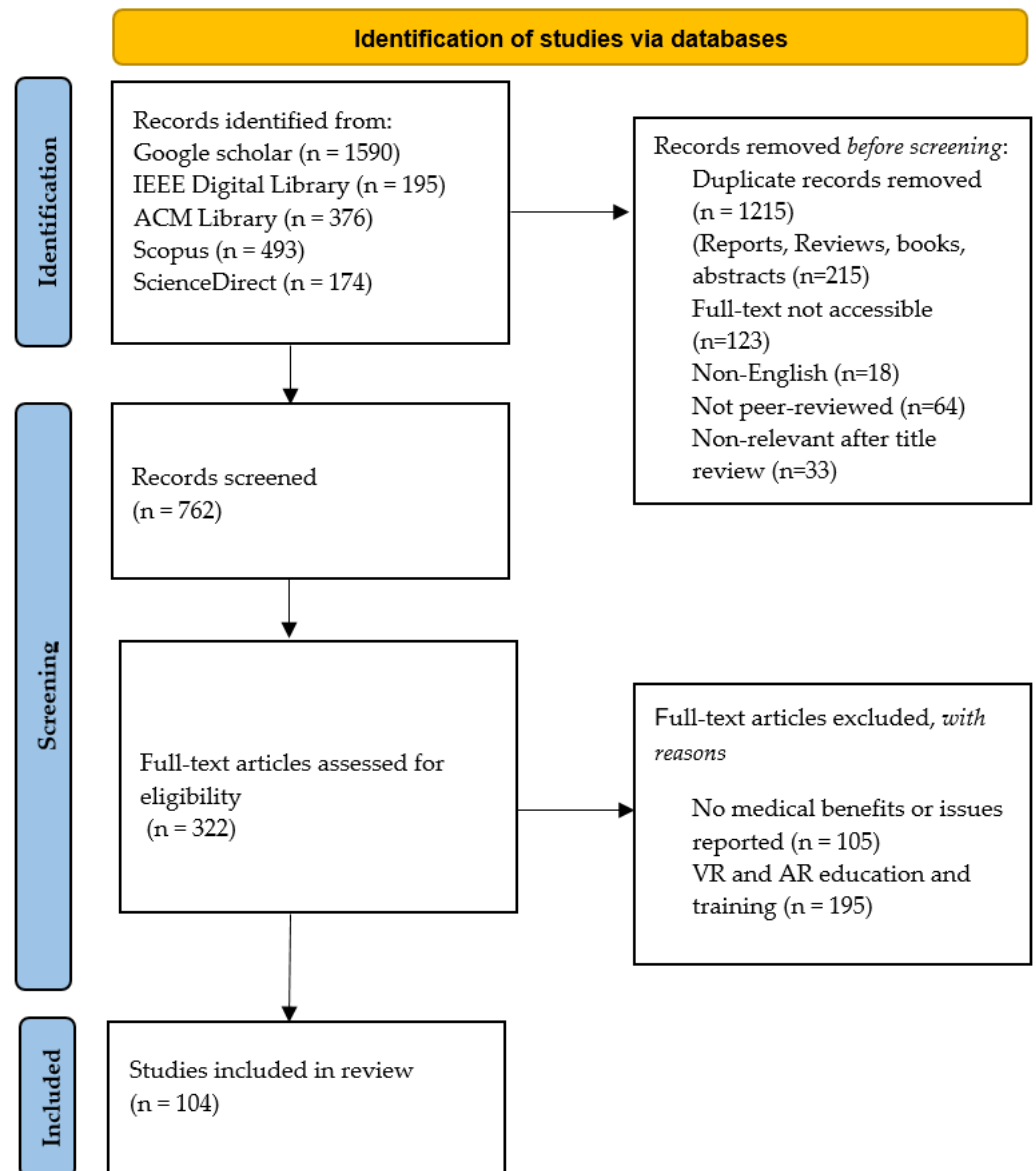 Identification of studies via databases
Identification
Records identified from:
Google scholar (n = 1590)
IEEE Digital Library (n = 195)
ACM Library (n = 376)
Scopus (n = 493)
ScienceDirect (n = 174)
Records removed before screening:
Duplicate records removed
(n = 1215)
(Reports, Reviews, books,
abstracts (n=215)
Full-text not accessible
(n=123)
Non-English (n=18)
Not peer-reviewed (n=64)
Non-relevant after title
review (n=33)
Screening
Records screened
(n = 762)
Full-text articles assessed for
eligibility
(n = 322)
Full-text articles excluded, with
reasons
No medical benefits or issues
reported (n = 105)
VR and AR education and
training (n = 195)
Included
Studies included in review
(n = 104)